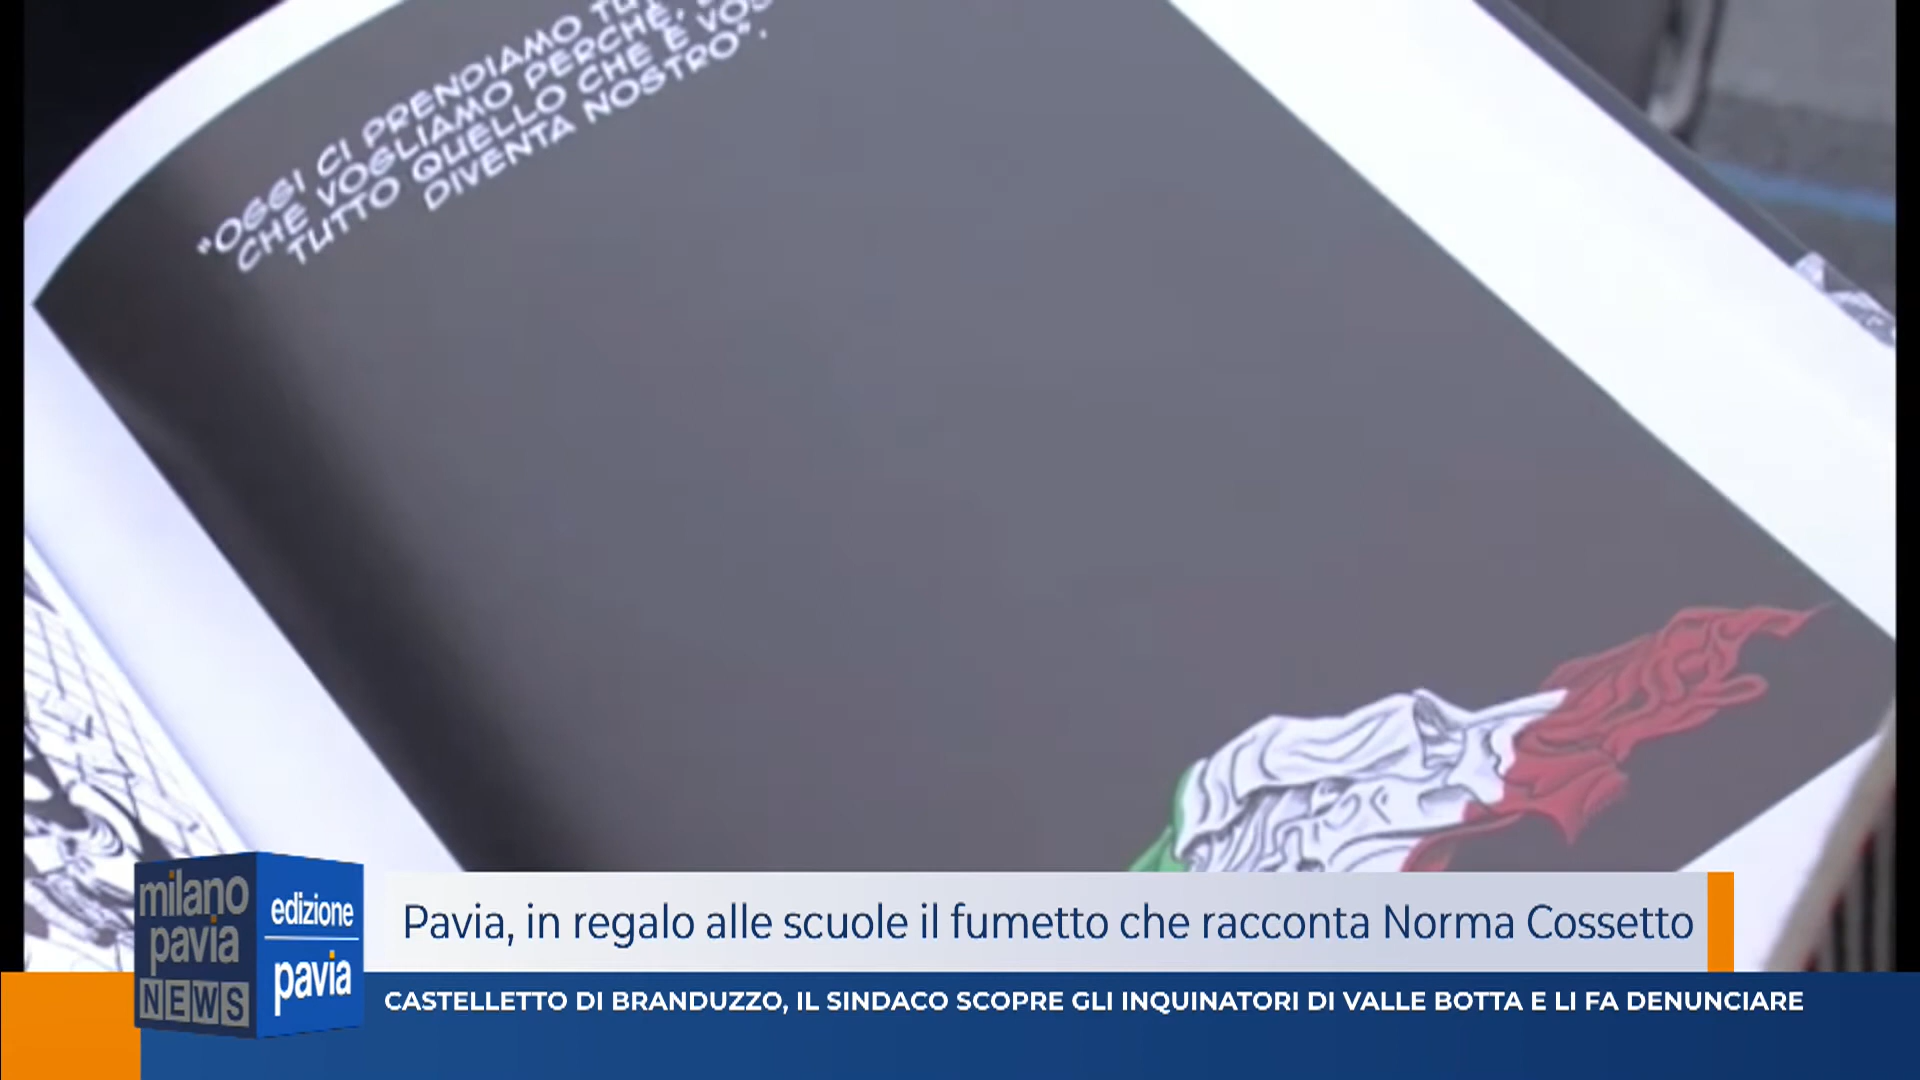 "OGGI CI PRENDIAMO
CHE VOGLIAMO PERCHÉ,
TUTTO QUELLO CHE È
DIVENTA NOSTRO".
milano
pavia
NEWS
edizione
pavia
Pavia, in regalo alle scuole il fumetto che racconta Norma Cossetto
CASTELLETTO DI BRANDUZZO, IL SINDACO SCOPRE GLI INQUINATORI DI VALLE BOTTA E LI FA DENUNCIARE